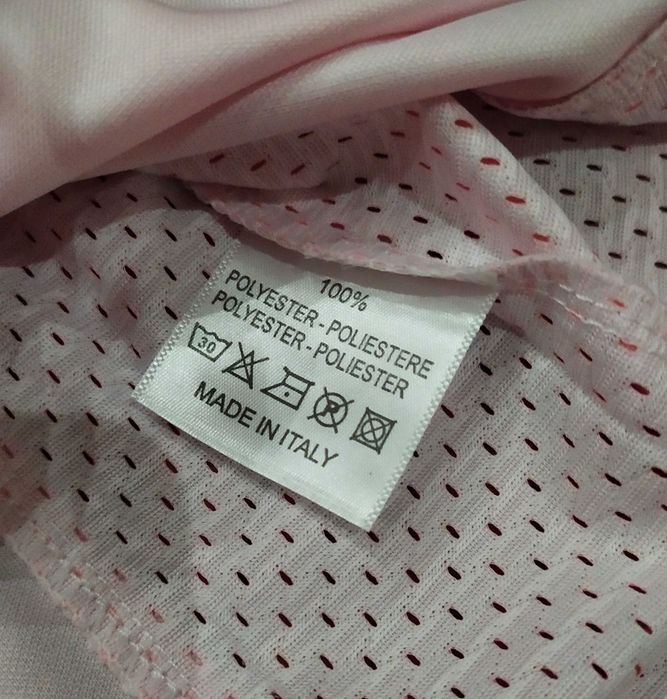 100%
POLYESTER - POLIESTERE
POLYESTER - POLIESTER
30 P
MADE IN ITALY